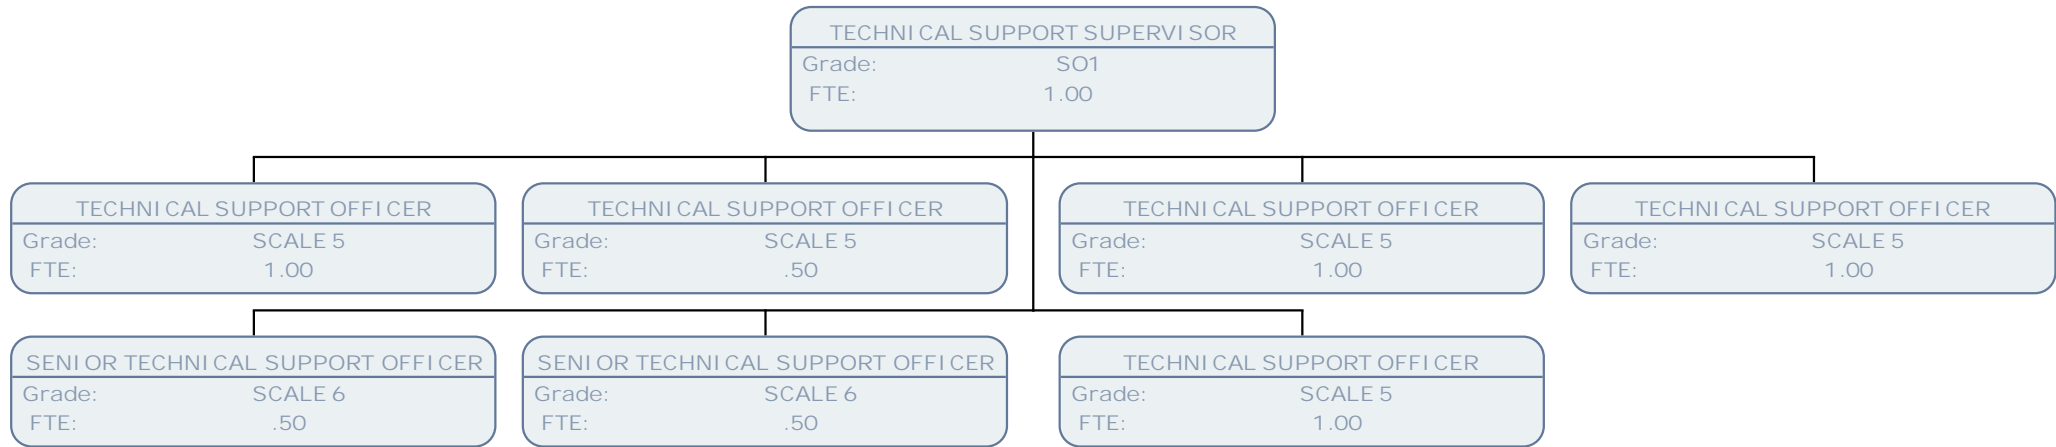 TECHNICAL SUPPORT SUPERVISOR
Grade: SO1
FTE: 1.00
TECHNICAL SUPPORT OFFICER
Grade: SCALE 5
FTE: 1.00
TECHNICAL SUPPORT OFFICER
Grade: SCALE 5
FTE: .50
TECHNICAL SUPPORT OFFICER
Grade: SCALE 5
FTE: 1.00
TECHNICAL SUPPORT OFFICER
Grade: SCALE 5
FTE: 1.00
SENIOR TECHNICAL SUPPORT OFFICER
Grade: SCALE 6
FTE: .50
SENIOR TECHNICAL SUPPORT OFFICER
Grade: SCALE 6
FTE: .50
TECHNICAL SUPPORT OFFICER
Grade: SCALE 5
FTE: 1.00